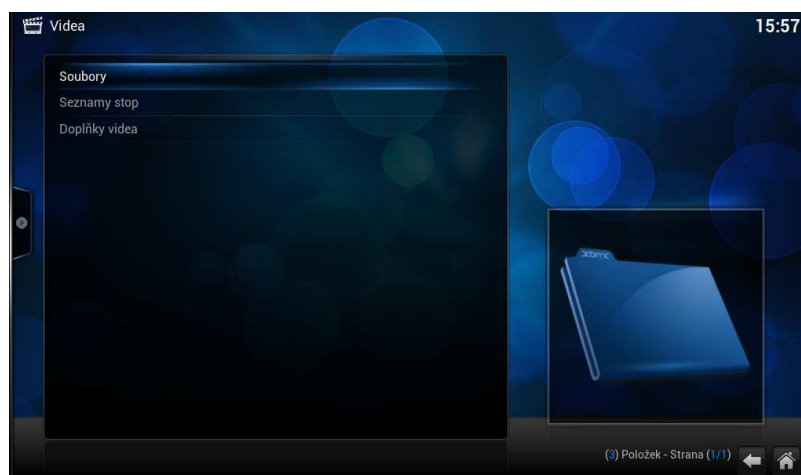 Videa
15:57
Soubory
Seznamy stop
Doplňky videa
xbmc
(3) Položek - Strana (1/1)